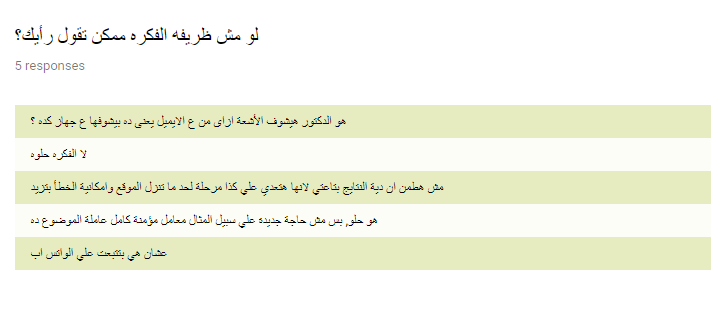 لو مش ظريفه الفكره ممكن تقول رأيك؟
5 responses
هو الدكتور هيشوف الأشعة ازاى من ع الايميل يعنى ده بيشوفها ع جهاز كده ؟
لا الفكره حلوه
مش هطمن ان دية النتايج بتاعتي لانها هتعدي علي كذا مرحلة لحد ما تتنزل الموقع وامكانية الخطأ بتزيد
هو حلو, بس مش حاجة جديدة علي سبيل المثال معامل مؤمنة كامل عاملة الموضوع ده
عشان هي بتتبعت علي الواتس اب